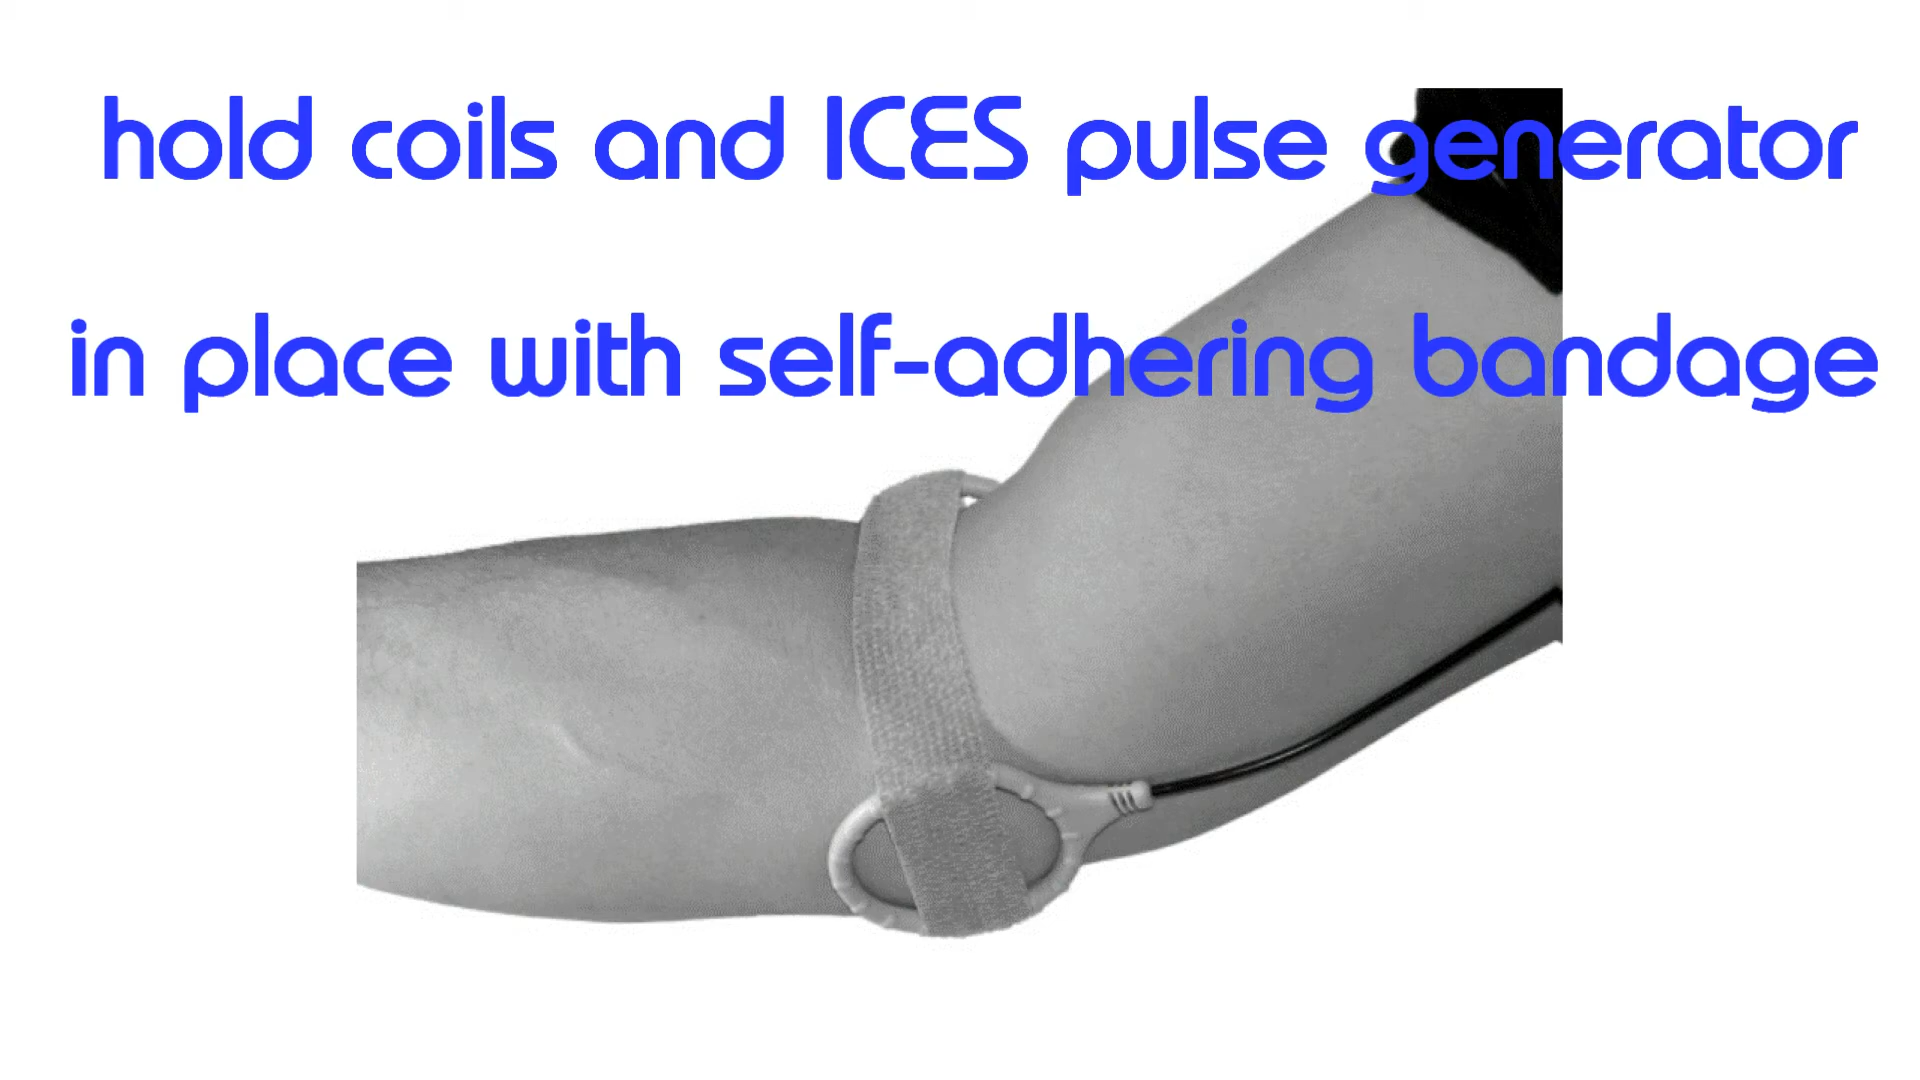 hold coils and ICES pulse generator
in place with self-adhering bandage